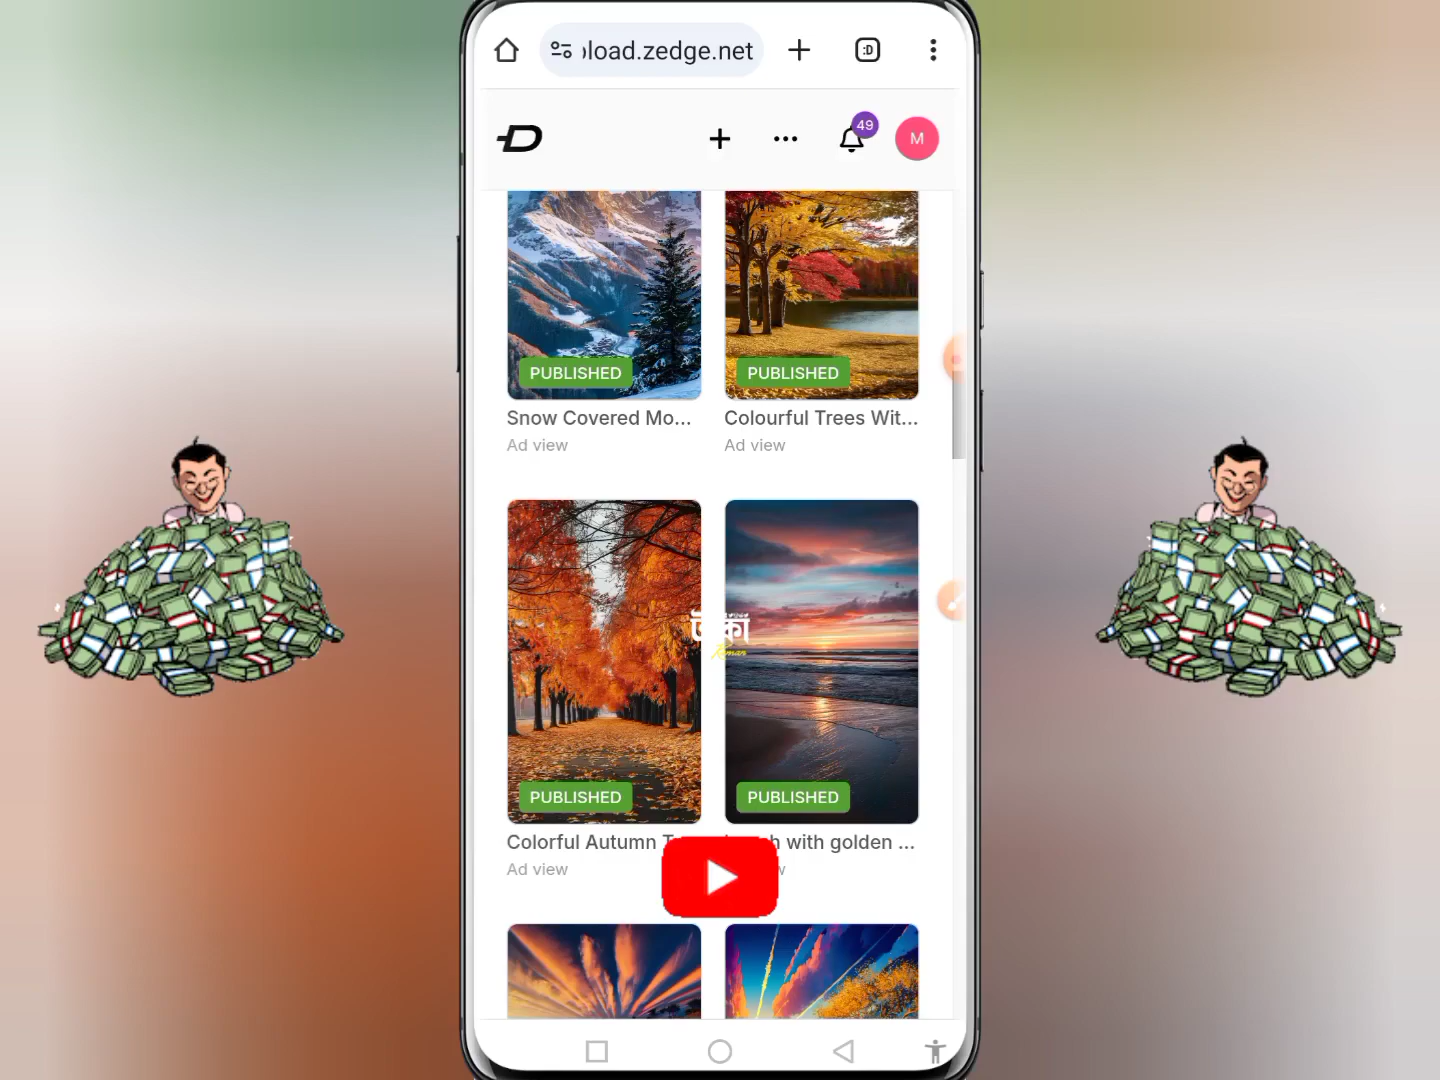 load.zedge.net
:D
49
M
PUBLISHED
PUBLISHED
Snow Covered Mo...
Colourful Trees Wit...
Ad view
Ad view
টাকা
PUBLISHED
PUBLISHED
Colorful Autumn
with golden ...
Ad view